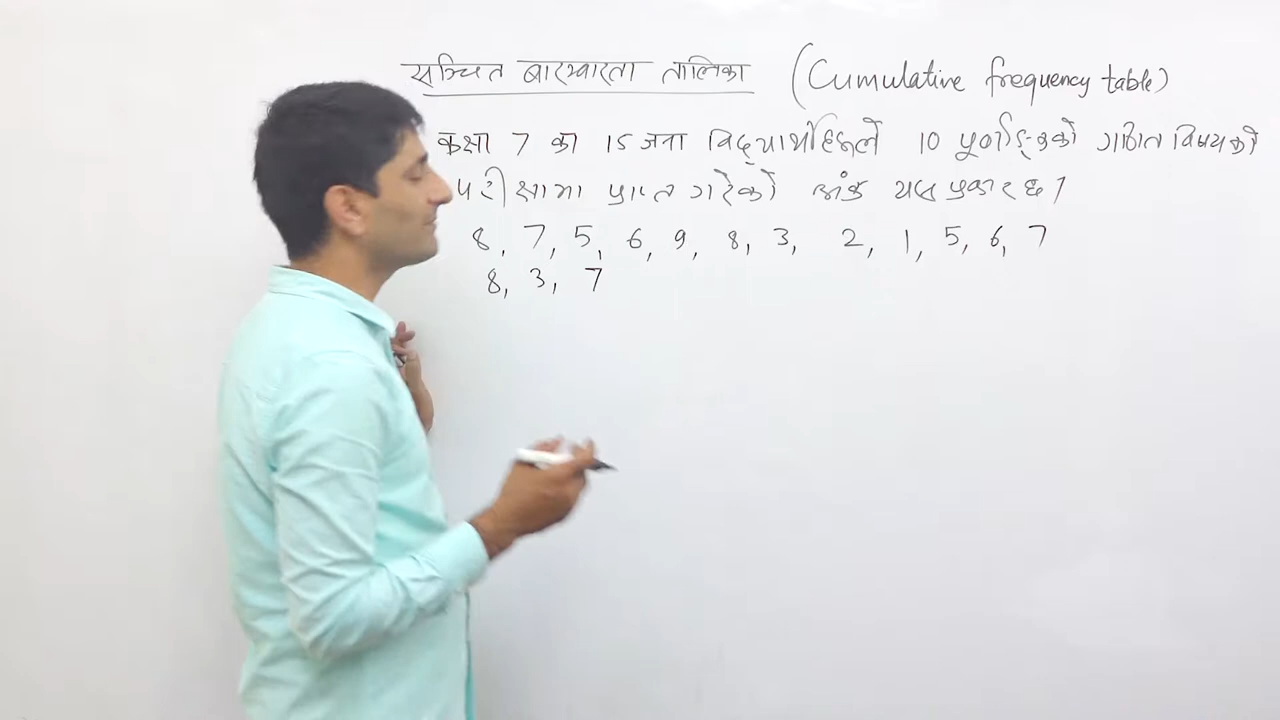 सञ्चित बारम्बारता तालिका (Cumulative frequency table)
कक्षा 7 का 15 जना विद्यार्थीहरूले 10 पूर्णाङ्कको गणित विषयको
परीक्षामा प्राप्त गरेको अंक यस प्रकार छ।
8, 7, 5, 6, 9, 8, 3, 2, 1, 5, 6, 7
8, 3, 7